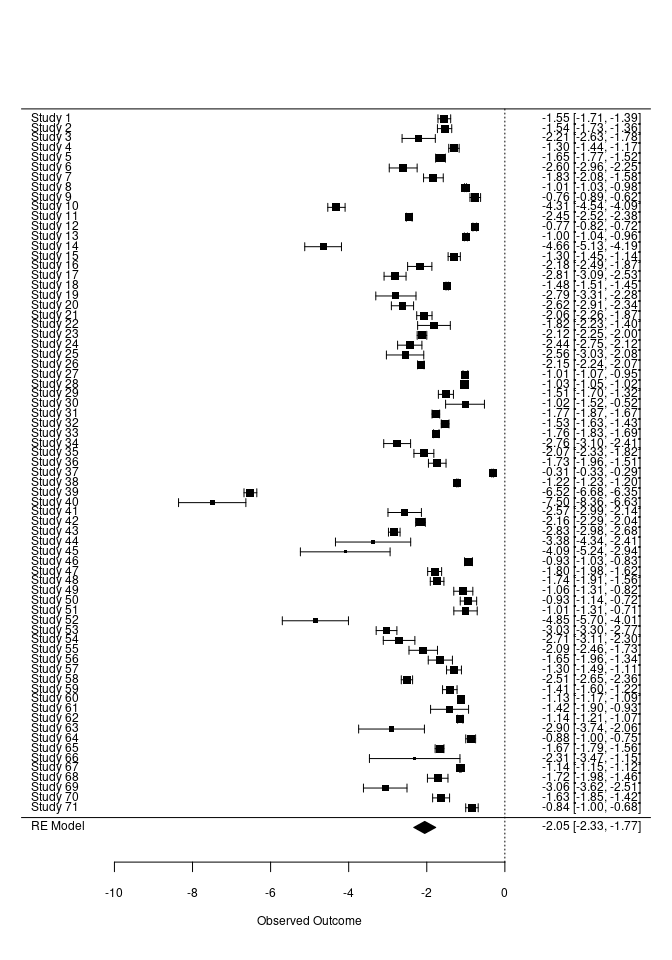 Study 1 -1.55 [-1.71, -1.39]
Study 2 -1.54 [-1.73, -1.36]
Study 3 -2.21 [-2.63, -1.78]
Study 4 -1.30 [-1.44, -1.17]
Study 5 -1.65 [-1.77, -1.52]
Study 6 -2.60 [-2.96, -2.25]
Study 7 -1.83 [-2.08, -1.58]
Study 8 -1.01 [-1.03, -0.98]
Study 9 -0.76 [-0.89, -0.62]
Study 10 -4.31 [-4.54, -4.09]
Study 11 -2.45 [-2.52, -2.38]
Study 12 -0.77 [-0.82, -0.72]
Study 13 -1.00 [-1.04, -0.96]
Study 14 -4.66 [-5.13, -4.19]
Study 15 -1.30 [-1.45, -1.14]
Study 16 -2.18 [-2.49, -1.87]
Study 17 -2.81 [-3.09, -2.53]
Study 18 -1.48 [-1.51, -1.45]
Study 19 -2.79 [-3.31, -2.28]
Study 20 -2.62 [-2.91, -2.34]
Study 21 -2.06 [-2.26, -1.87]
Study 22 -1.82 [-2.23, -1.40]
Study 23 -2.12 [-2.25, -2.00]
Study 24 -2.44 [-2.75, -2.12]
Study 25 -2.56 [-3.03, -2.08]
Study 26 -2.15 [-2.24, -2.07]
Study 27 -1.01 [-1.07, -0.95]
Study 28 -1.03 [-1.05, -1.02]
Study 29 -1.51 [-1.70, -1.32]
Study 30 -1.02 [-1.52, -0.52]
Study 31 -1.77 [-1.87, -1.67]
Study 32 -1.53 [-1.63, -1.43]
Study 33 -1.76 [-1.83, -1.69]
Study 34 -2.76 [-3.10, -2.41]
Study 35 -2.07 [-2.33, -1.82]
Study 36 -1.73 [-1.96, -1.51]
Study 37 -0.31 [-0.33, -0.29]
Study 38 -1.22 [-1.23, -1.20]
Study 39 -6.52 [-6.68, -6.35]
Study 40 -7.50 [-8.36, -6.63]
Study 41 -2.57 [-2.99, -2.14]
Study 42 -2.16 [-2.29, -2.04]
Study 43 -2.83 [-2.98, -2.68]
Study 44 -3.38 [-4.34, -2.41]
Study 45 -4.09 [-5.24, -2.94]
Study 46 -0.93 [-1.03, -0.83]
Study 47 -1.80 [-1.98, -1.62]
Study 48 -1.74 [-1.91, -1.56]
Study 49 -1.06 [-1.31, -0.82]
Study 50 -0.93 [-1.14, -0.72]
Study 51 -1.01 [-1.31, -0.71]
Study 52 -4.85 [-5.70, -4.01]
Study 53 -3.03 [-3.30, -2.77]
Study 54 -2.71 [-3.11, -2.30]
Study 55 -2.09 [-2.46, -1.73]
Study 56 -1.65 [-1.96, -1.34]
Study 57 -1.30 [-1.49, -1.11]
Study 58 -2.51 [-2.65, -2.36]
Study 59 -1.41 [-1.60, -1.22]
Study 60 -1.13 [-1.17, -1.09]
Study 61 -1.42 [-1.90, -0.93]
Study 62 -1.14 [-1.21, -1.07]
Study 63 -2.90 [-3.74, -2.06]
Study 64 -0.88 [-1.00, -0.75]
Study 65 -1.67 [-1.79, -1.56]
Study 66 -2.31 [-3.47, -1.15]
Study 67 -1.14 [-1.15, -1.12]
Study 68 -1.72 [-1.98, -1.46]
Study 69 -3.06 [-3.62, -2.51]
Study 70 -1.63 [-1.85, -1.42]
Study 71 -0.84 [-1.00, -0.68]
RE Model -2.05 [-2.33, -1.77]
-10 -8 -6 -4 -2 0
Observed Outcome